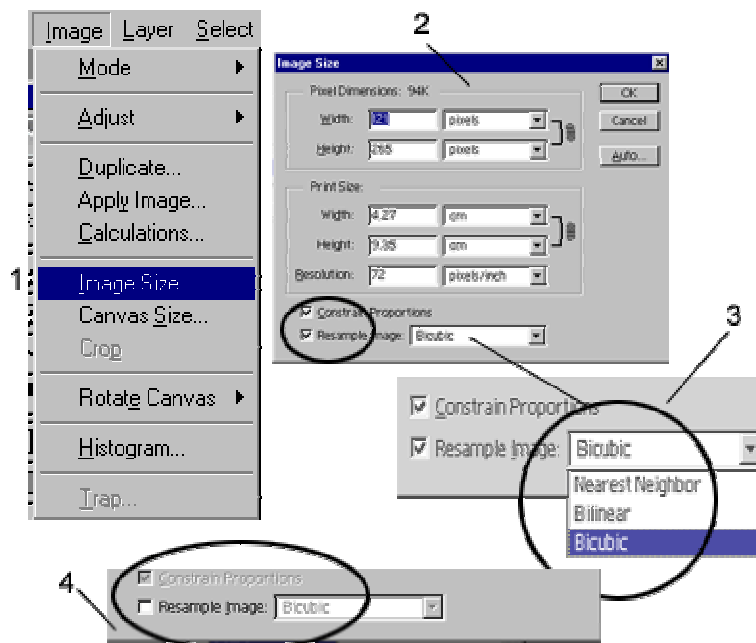 Image Layer Select
Mode
Adjust
Duplicate...
Apply Image...
Calculations...
1
Image Size
Canvas Size...
Crop
Rotate Canvas
Histogram...
Trap...
2
Image Size
Pixel Dimensions: 94K
Width: pixels
Height: 265 pixels
OK
Cancel
Auto...
Print Size:
Width: 4.27 cm
Height: 9.35 cm
Resolution: 72 pixels/inch
Constrain Proportions
Resample Image: Bicubic
3
Constrain Proportions
Resample Image: Bicubic
Nearest Neighbor
Bilinear
Bicubic
4
Constrain Proportions
Resample Image: Bicubic